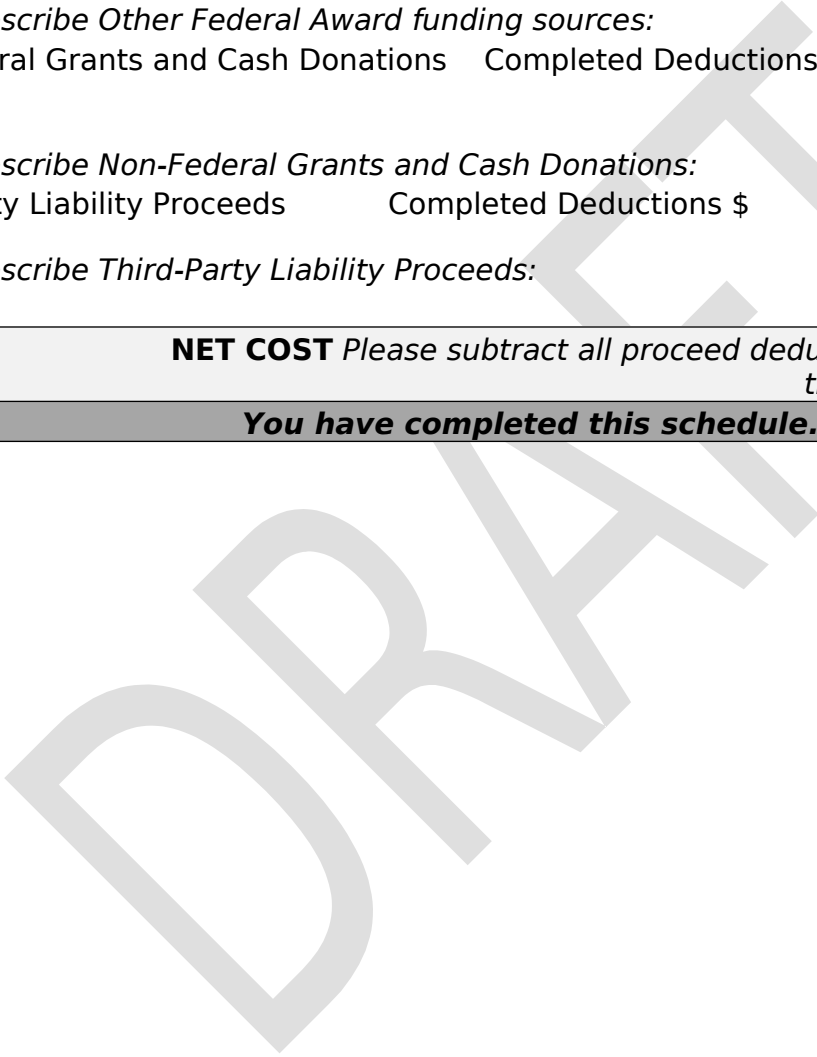 scribe Other Federal Award funding sources:
ral Grants and Cash Donations Completed Deductions
scribe Non-Federal Grants and Cash Donations:
ty Liability Proceeds Completed Deductions $
scribe Third-Party Liability Proceeds:
NET COST Please subtract all proceed dedu
t
You have completed this schedule.
DRAFT